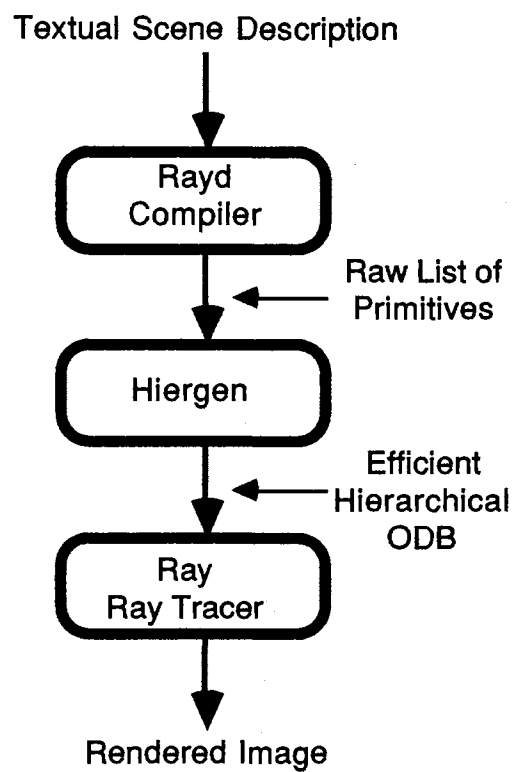 Textual Scene Description
Rayd
Compiler
Raw List of
Primitives
Hiergen
Efficient
Hierarchical
ODB
Ray
Ray Tracer
Rendered Image